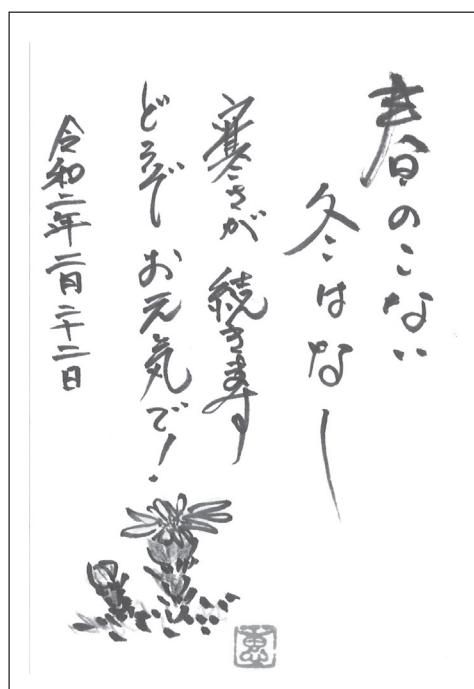 春のこない
冬はなし
寒さが 続きます
どうぞ お元気で!
令和二年二月二十二日
恵